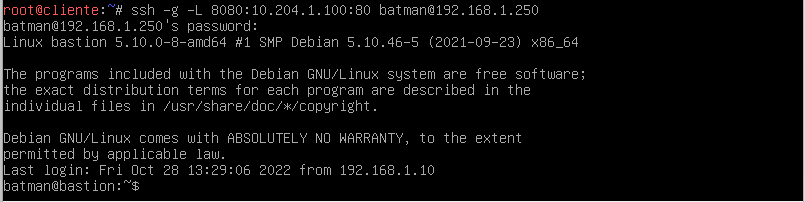 root@cliente:~# ssh -g -L 8080:10.204.1.100:80 batman@192.168.1.250
batman@192.168.1.250's password:
Linux bastion 5.10.0-8-amd64 #1 SMP Debian 5.10.46-5 (2021-09-23) x86_64

The programs included with the Debian GNU/Linux system are free software;
the exact distribution terms for each program are described in the
individual files in /usr/share/doc/*/copyright.

Debian GNU/Linux comes with ABSOLUTELY NO WARRANTY, to the extent
permitted by applicable law.
Last login: Fri Oct 28 13:29:06 2022 from 192.168.1.10
batman@bastion:~$